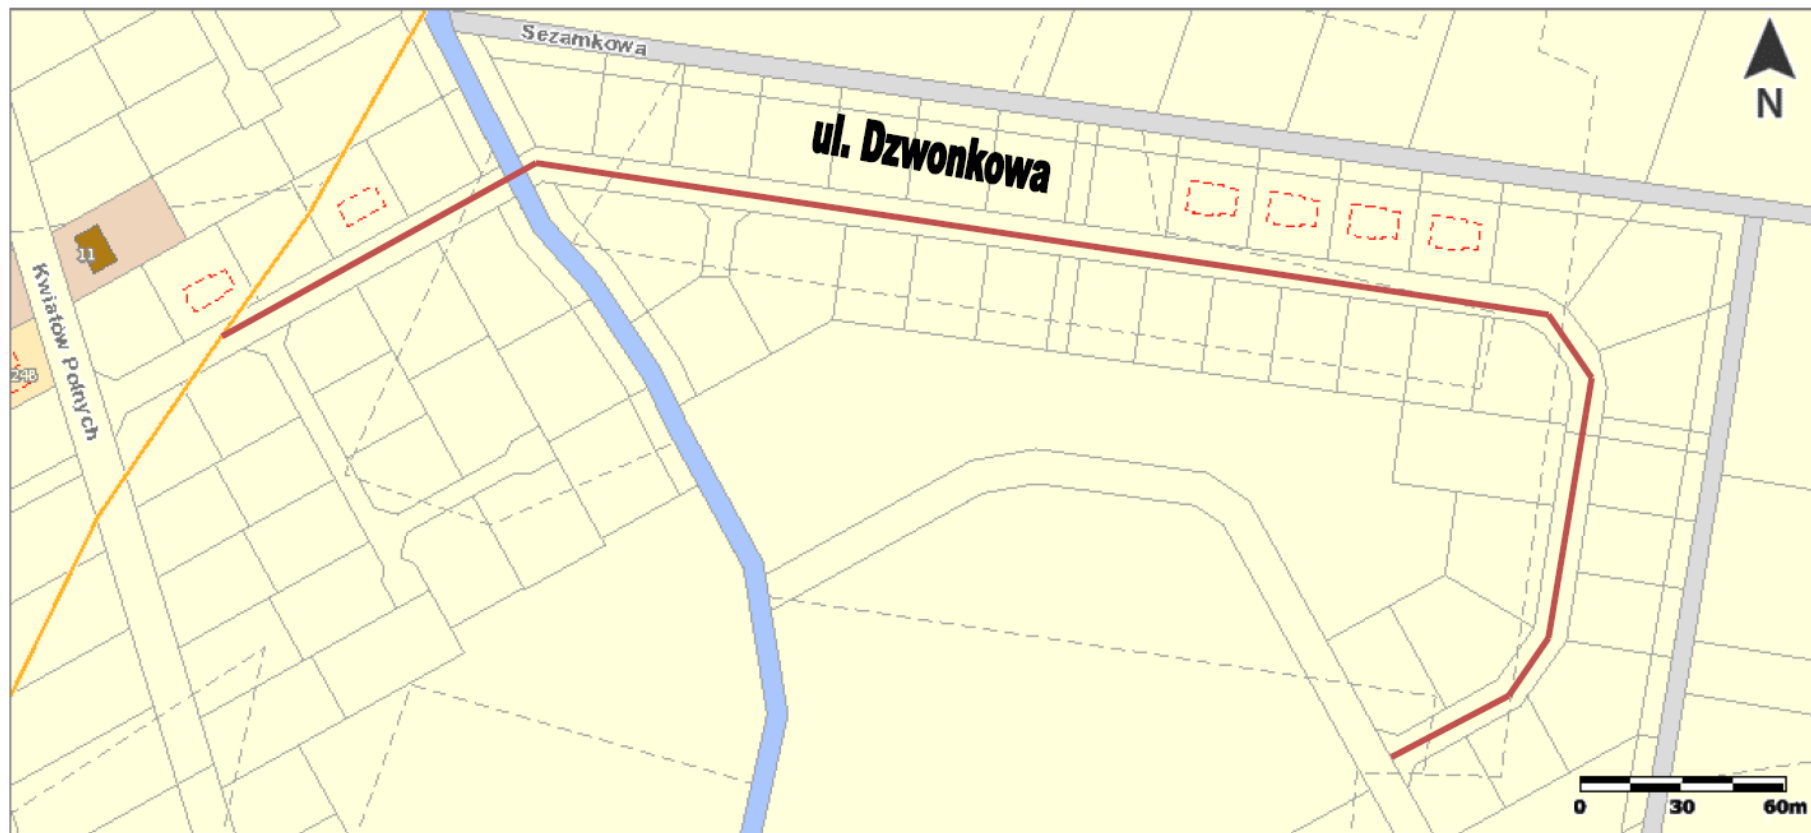 Sezamkowa
N
ul. Dzwonkowa
11
Kwiatów Polnych
24B
0 30 60m